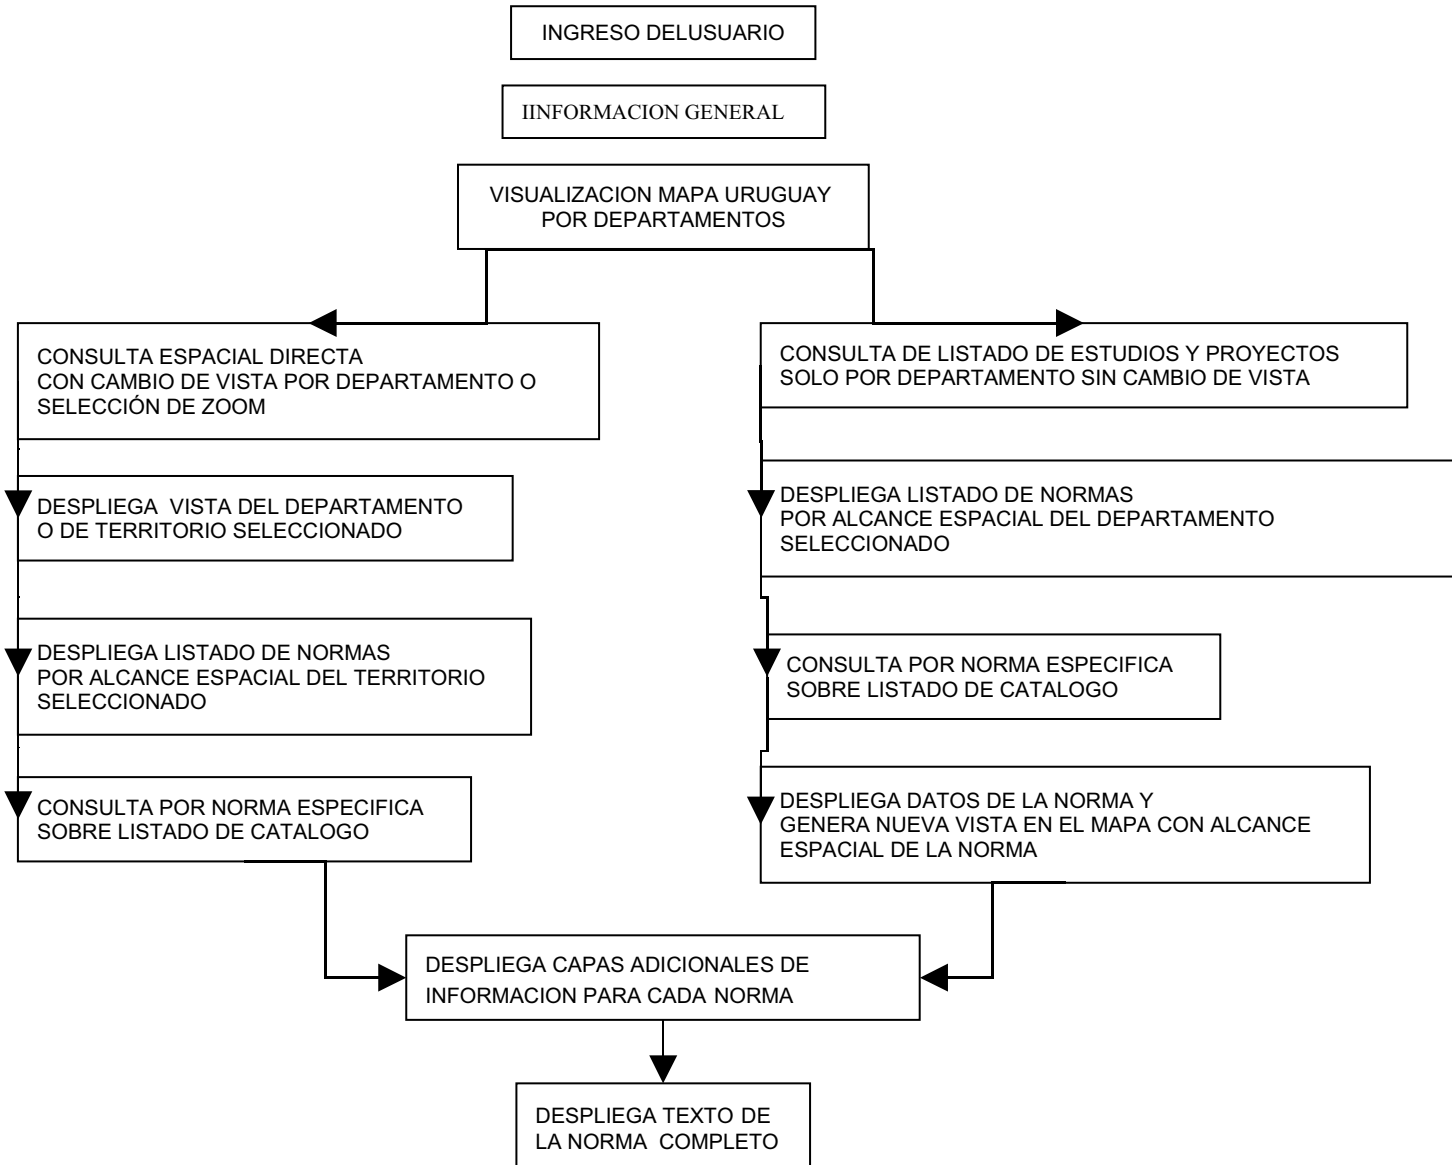 INGRESO DELUSUARIO
IINFORMACION GENERAL
VISUALIZACION MAPA URUGUAY
POR DEPARTAMENTOS
CONSULTA ESPACIAL DIRECTA
CON CAMBIO DE VISTA POR DEPARTAMENTO O
SELECCIÓN DE ZOOM
CONSULTA DE LISTADO DE ESTUDIOS Y PROYECTOS
SOLO POR DEPARTAMENTO SIN CAMBIO DE VISTA
DESPLIEGA VISTA DEL DEPARTAMENTO
O DE TERRITORIO SELECCIONADO
DESPLIEGA LISTADO DE NORMAS
POR ALCANCE ESPACIAL DEL DEPARTAMENTO
SELECCIONADO
DESPLIEGA LISTADO DE NORMAS
POR ALCANCE ESPACIAL DEL TERRITORIO
SELECCIONADO
CONSULTA POR NORMA ESPECIFICA
SOBRE LISTADO DE CATALOGO
CONSULTA POR NORMA ESPECIFICA
SOBRE LISTADO DE CATALOGO
DESPLIEGA DATOS DE LA NORMA Y
GENERA NUEVA VISTA EN EL MAPA CON ALCANCE
ESPACIAL DE LA NORMA
DESPLIEGA CAPAS ADICIONALES DE
INFORMACION PARA CADA NORMA
DESPLIEGA TEXTO DE
LA NORMA COMPLETO